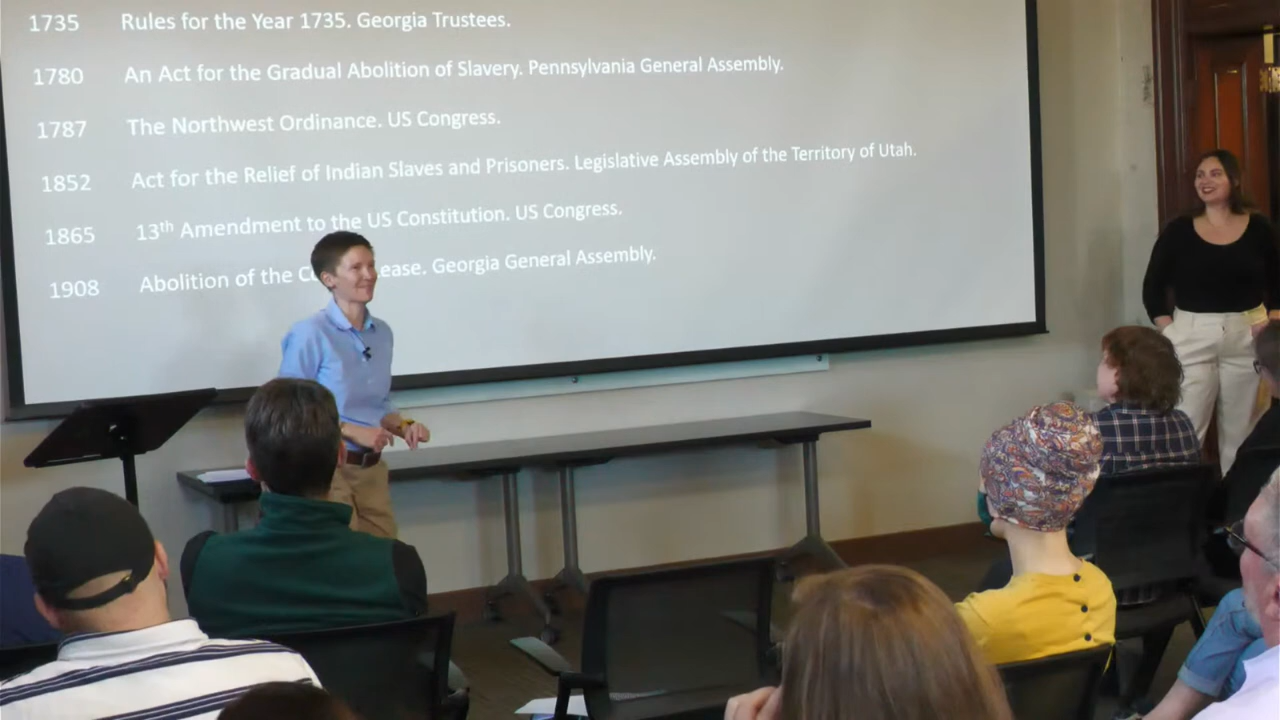 1735 Rules for the Year 1735. Georgia Trustees.
1780 An Act for the Gradual Abolition of Slavery. Pennsylvania General Assembly.
1787 The Northwest Ordinance. US Congress.
1852 Act for the Relief of Indian Slaves and Prisoners. Legislative Assembly of the Territory of Utah.
1865 13th Amendment to the US Constitution. US Congress.
1908 Abolition of the Georgia General Assembly.